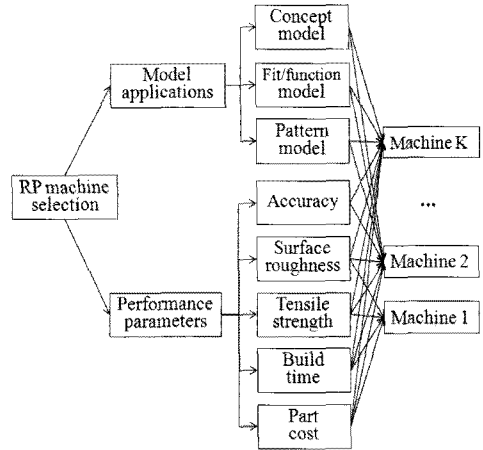 RP machine
selection
Model
applications
Performance
parameters
Concept
model
Fit/function
model
Pattern
model
Accuracy
Surface
roughness
Tensile
strength
Build
time
Part
cost
Machine K
...
Machine 2
Machine 1